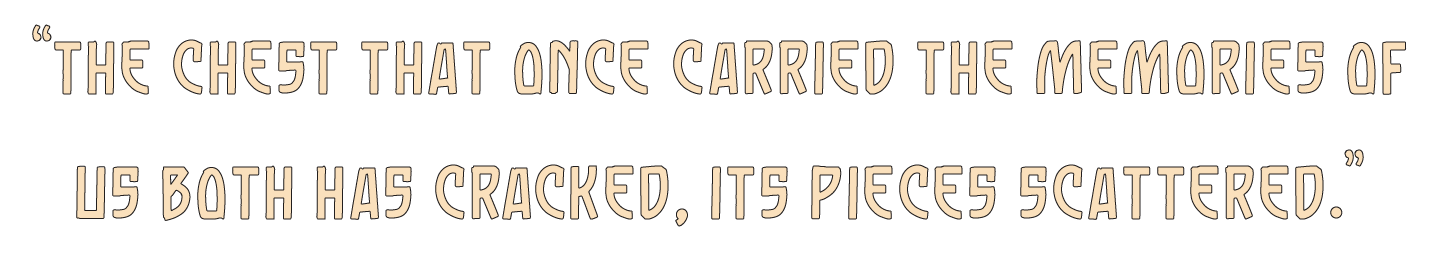 “THE CHEST THAT ONCE CARRIED THE MEMORIES OF
US BOTH HAS CRACKED, ITS PIECES SCATTERED.”